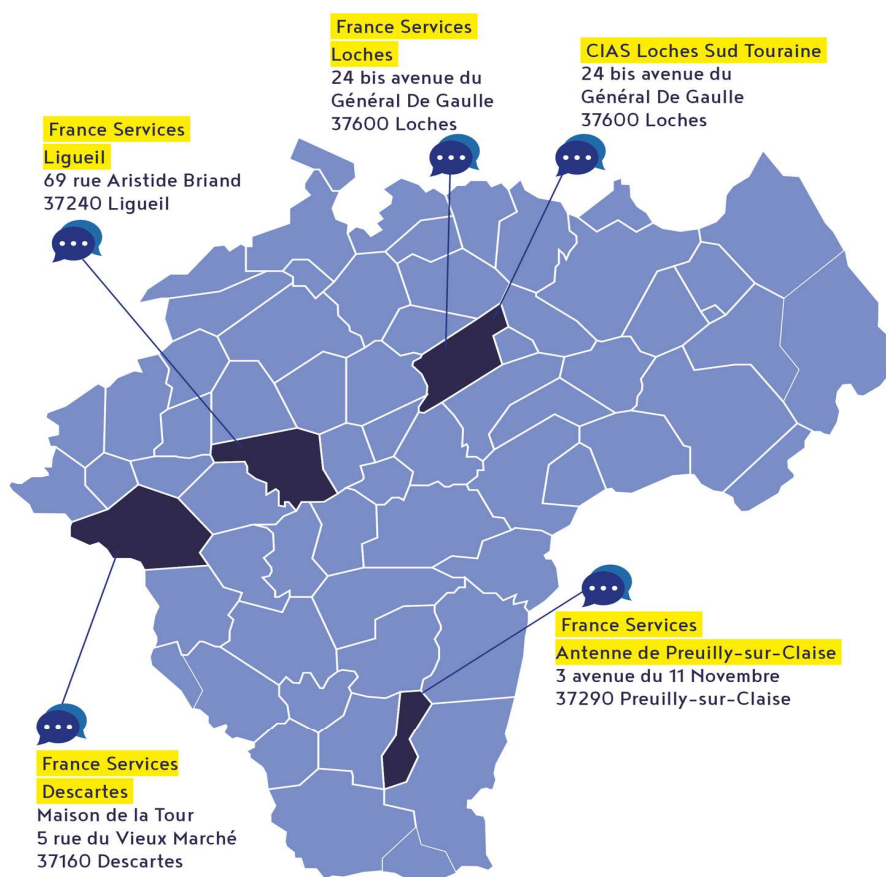 France Services
Loches
24 bis avenue du
Général De Gaulle
37600 Loches
CIAS Loches Sud Touraine
24 bis avenue du
Général De Gaulle
37600 Loches
France Services
Ligueil
69 rue Aristide Briand
37240 Ligueil
France Services
Antenne de Preuilly-sur-Claise
3 avenue du 11 Novembre
37290 Preuilly-sur-Claise
France Services
Descartes
Maison de la Tour
5 rue du Vieux Marché
37160 Descartes